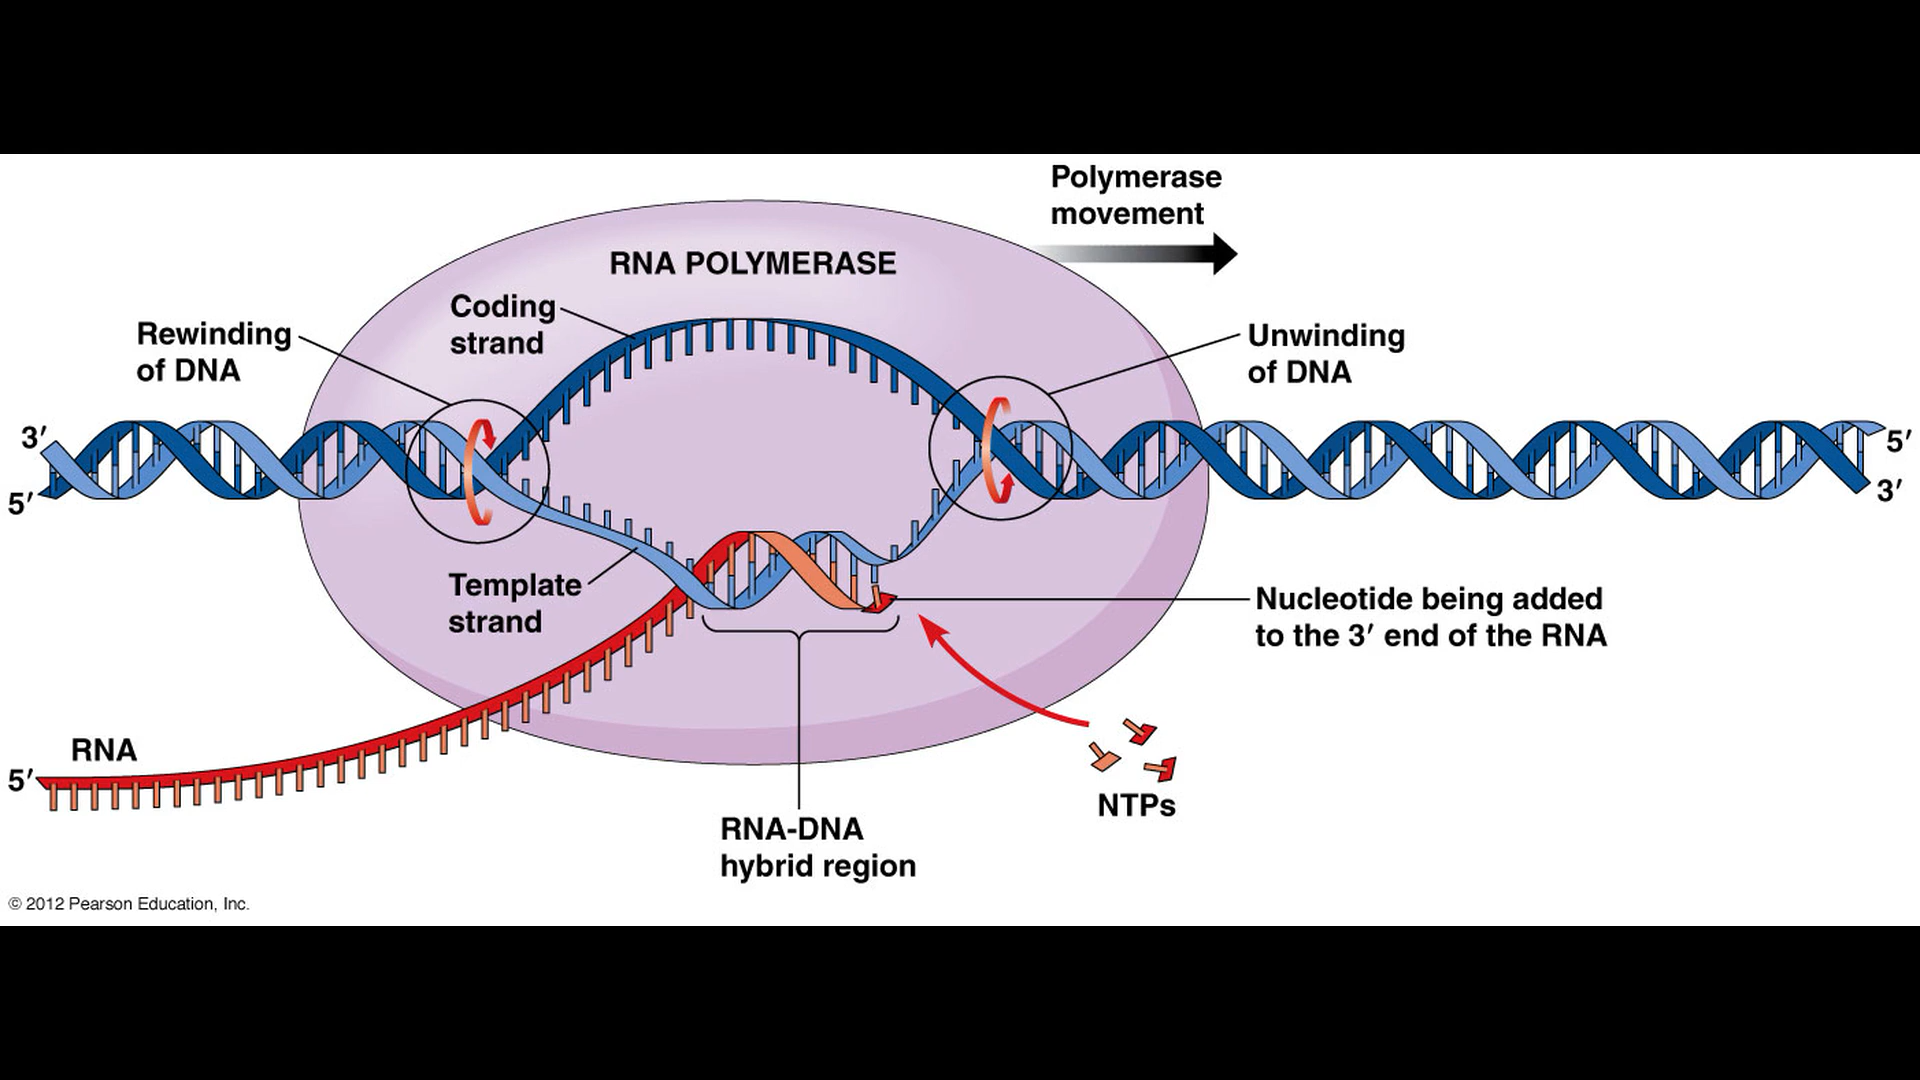 Polymerase
movement
RNA POLYMERASE
Coding
strand
Rewinding
of DNA
Unwinding
of DNA
3′
5′
5′
3′
Template
strand
Nucleotide being added
to the 3′ end of the RNA
RNA
5′
NTPs
RNA-DNA
hybrid region
© 2012 Pearson Education, Inc.